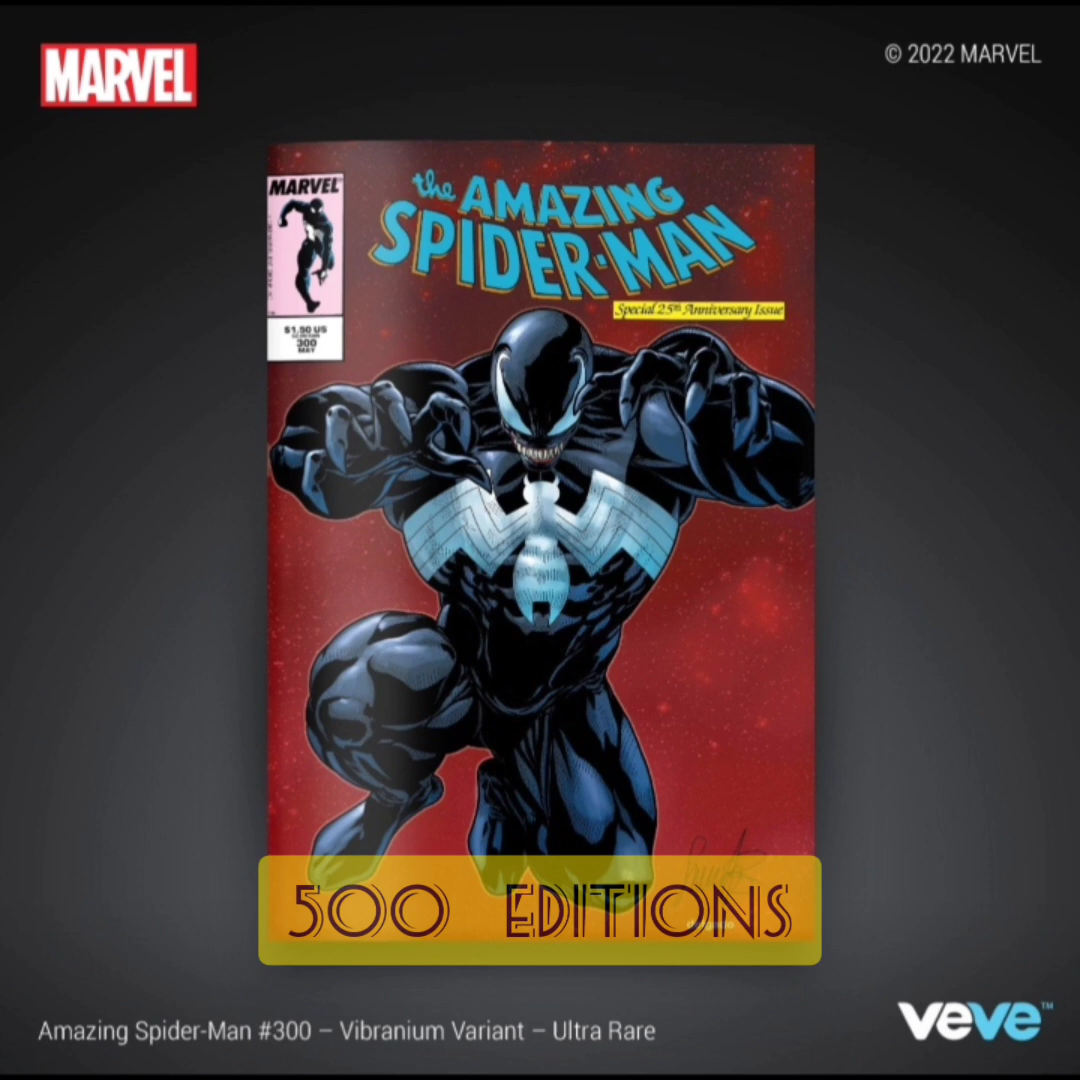 MARVEL
© 2022 MARVEL
MARVEL
the AMAZING
SPIDER-MAN
Special 25th Anniversary Issue
$1.50 US
300
MAY
500 EDITIONS
Amazing Spider-Man #300 – Vibranium Variant – Ultra Rare
veve™